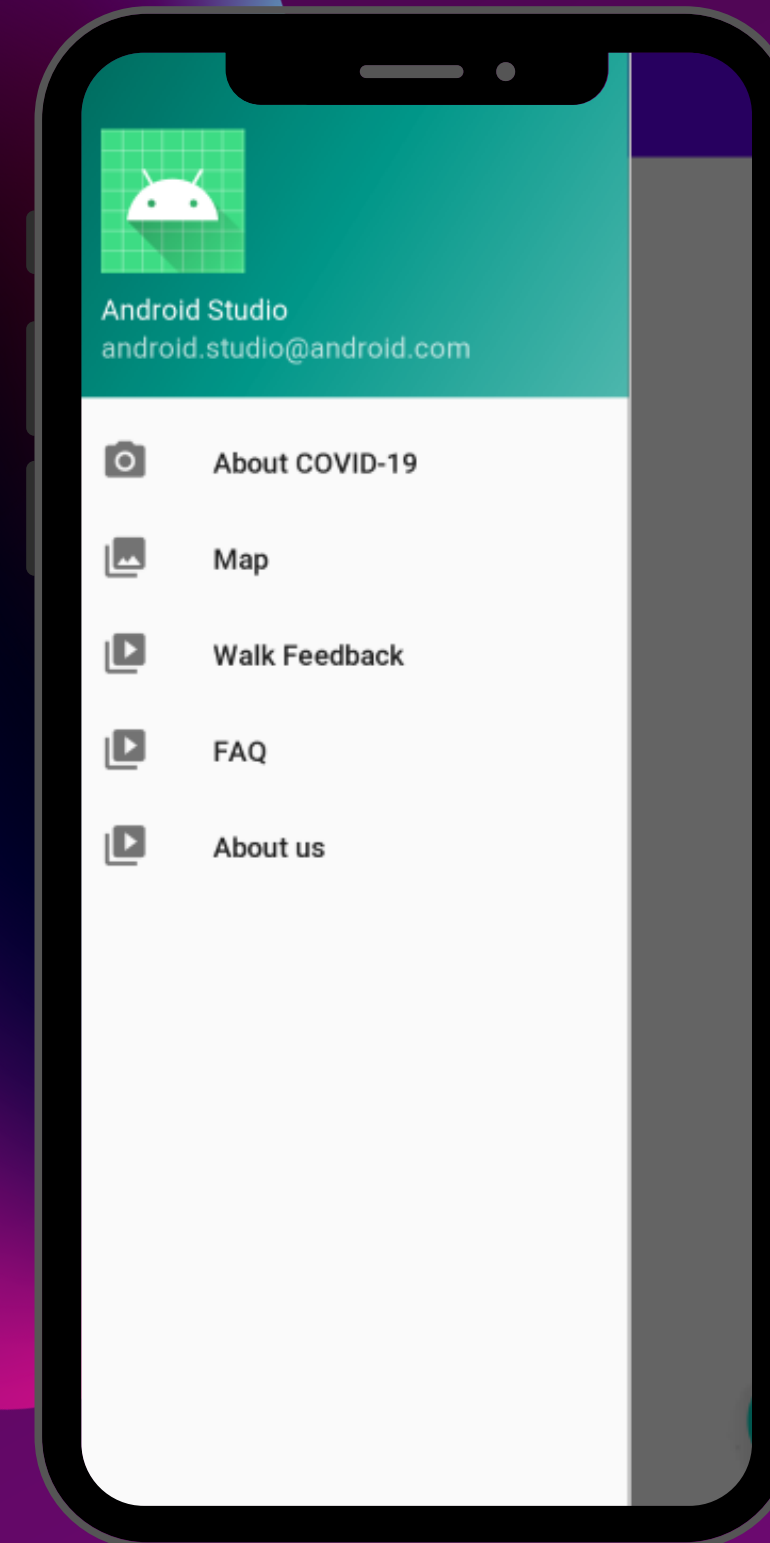 Android Studio
android.studio@android.com
About COVID-19
Map
Walk Feedback
FAQ
About us